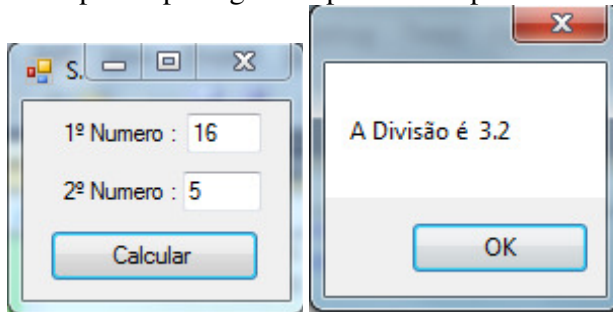 S.
1º Numero : 16
2º Numero : 5
Calcular
A Divisão é 3.2
OK